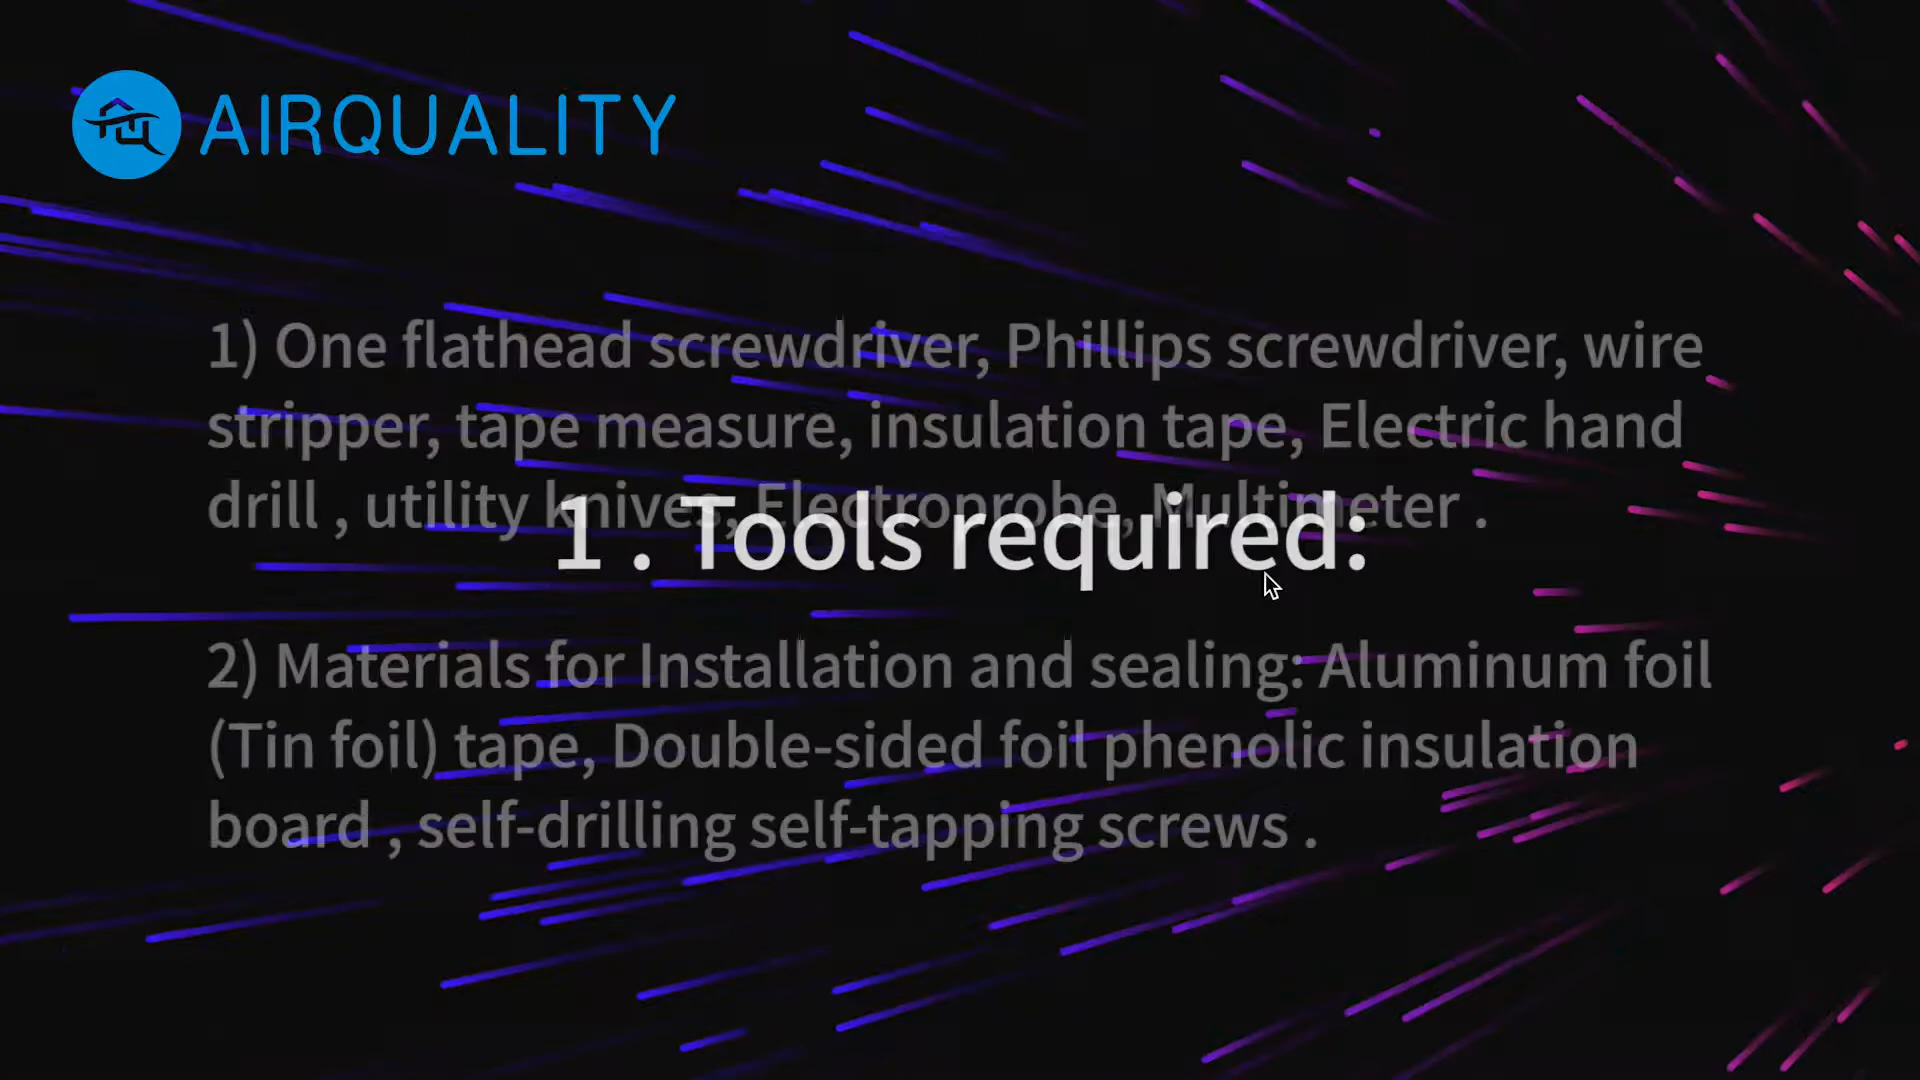 AIRQUALITY
1) One flathead screwdriver, Phillips screwdriver, wire
stripper, tape measure, insulation tape, Electric hand
drill , utility knives, Electroprobe, Multimeter .
1 . Tools required:
2) Materials for Installation and sealing: Aluminum foil
(Tin foil) tape, Double-sided foil phenolic insulation
board , self-drilling self-tapping screws .